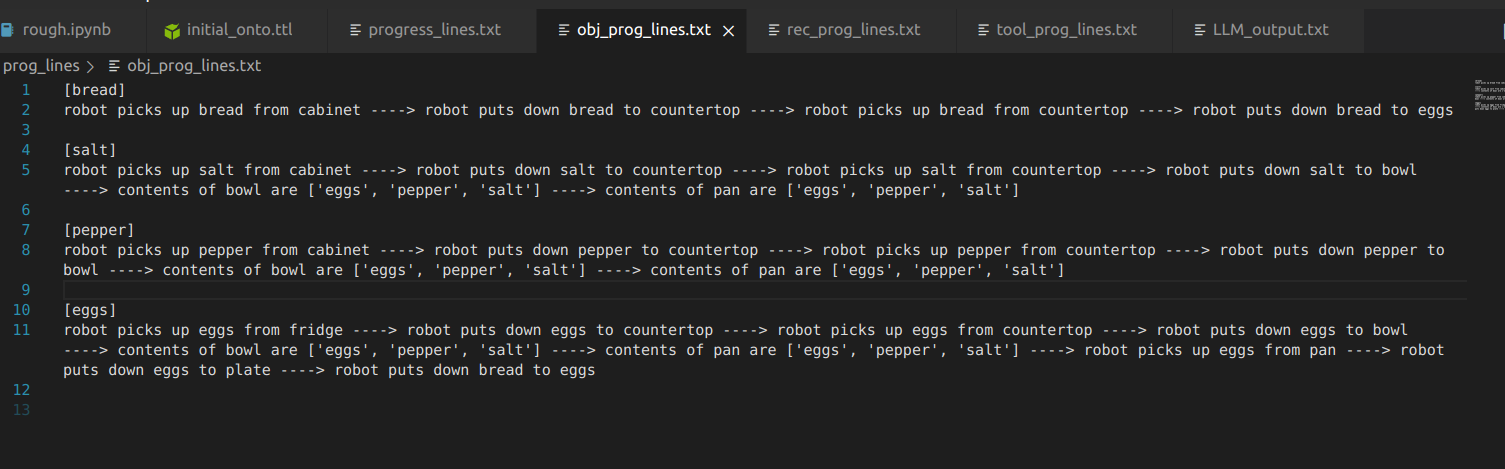 rough.ipynb initial_onto.ttl progress_lines.txt obj_prog_lines.txt rec_prog_lines.txt tool_prog_lines.txt LLM_output.txt
prog_lines > obj_prog_lines.txt
1 [bread]
2 robot picks up bread from cabinet ----> robot puts down bread to countertop ----> robot picks up bread from countertop ----> robot puts down bread to eggs
3
4 [salt]
5 robot picks up salt from cabinet ----> robot puts down salt to countertop ----> robot picks up salt from countertop ----> robot puts down salt to bowl
----> contents of bowl are ['eggs', 'pepper', 'salt'] ----> contents of pan are ['eggs', 'pepper', 'salt']
6
7 [pepper]
8 robot picks up pepper from cabinet ----> robot puts down pepper to countertop ----> robot picks up pepper from countertop ----> robot puts down pepper to
bowl ----> contents of bowl are ['eggs', 'pepper', 'salt'] ----> contents of pan are ['eggs', 'pepper', 'salt']
9
10 [eggs]
11 robot picks up eggs from fridge ----> robot puts down eggs to countertop ----> robot picks up eggs from countertop ----> robot puts down eggs to bowl
----> contents of bowl are ['eggs', 'pepper', 'salt'] ----> contents of pan are ['eggs', 'pepper', 'salt'] ----> robot picks up eggs from pan ----> robot
puts down eggs to plate ----> robot puts down bread to eggs
12
13